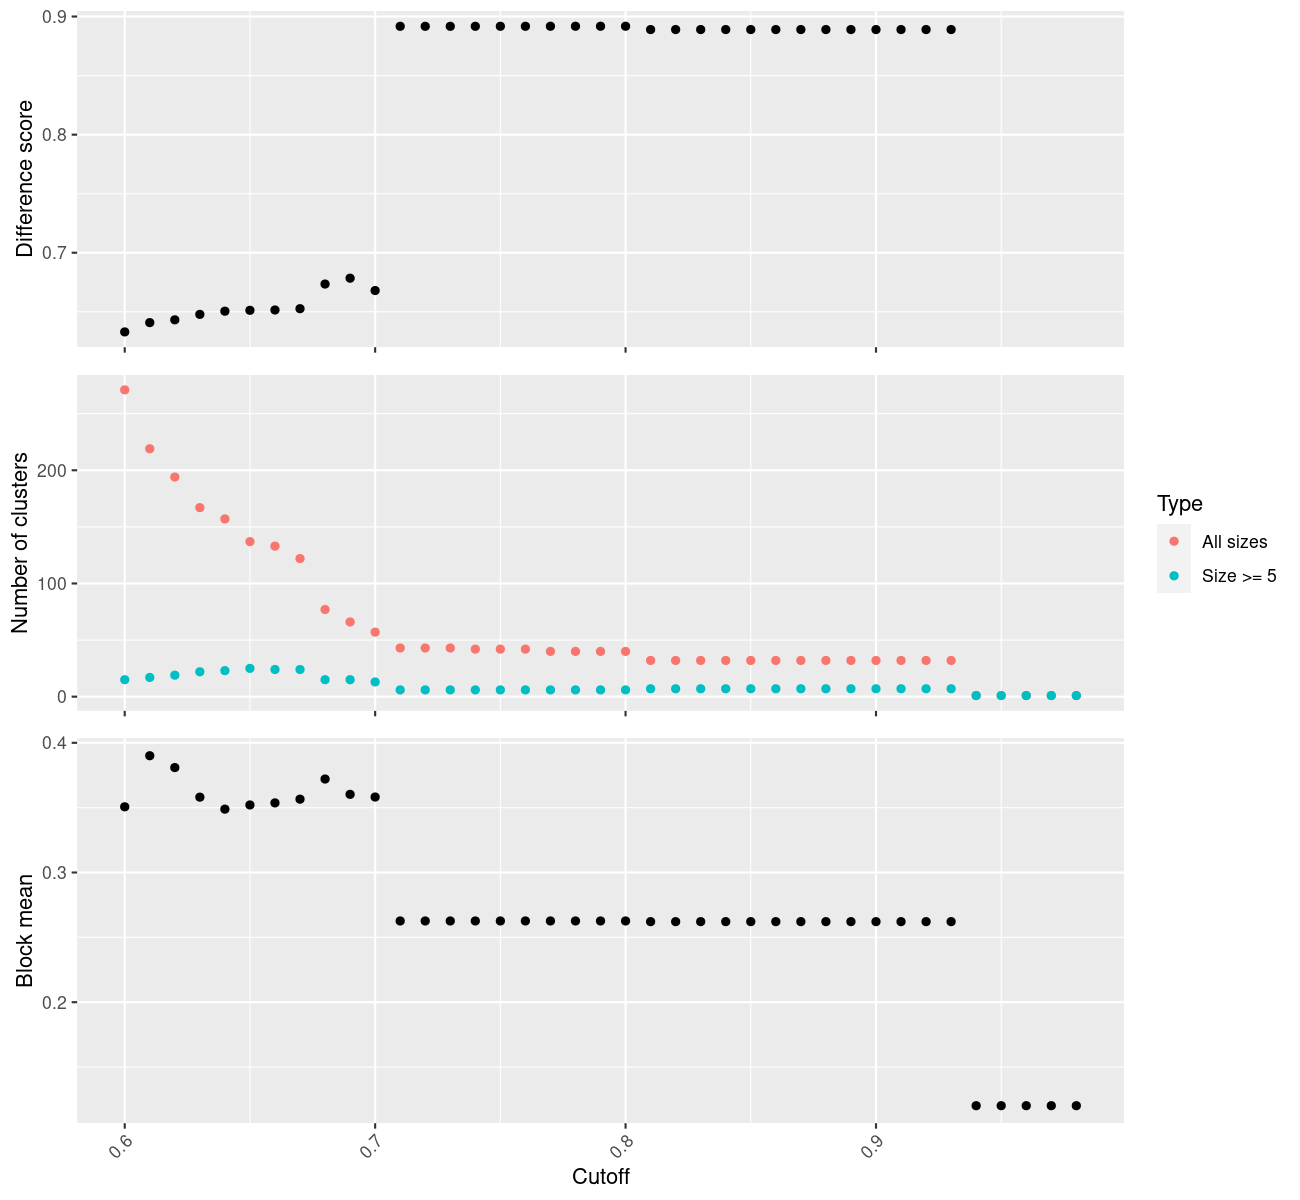 Difference score
0.9
0.8
0.7
Number of clusters
200
100
0
Type
All sizes
Size >= 5
Block mean
0.4
0.3
0.2
0.6
0.7
0.8
0.9
Cutoff